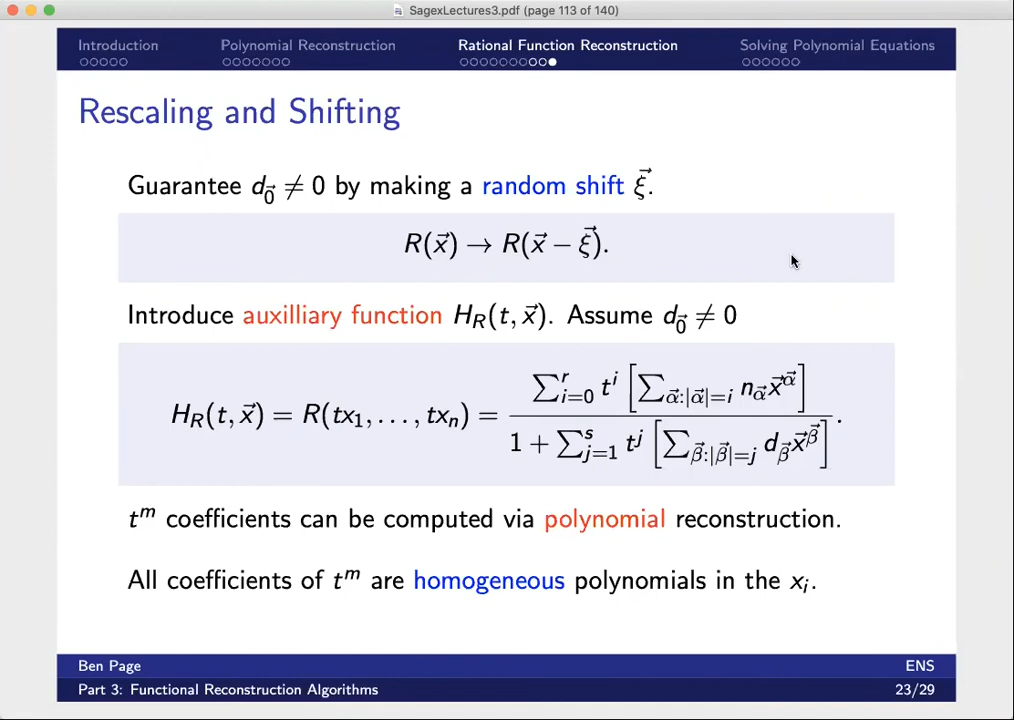 SagexLectures3.pdf (page 113 of 140)
Introduction Polynomial Reconstruction Rational Function Reconstruction Solving Polynomial Equations
Rescaling and Shifting
Guarantee $d_{\vec{0}} \neq 0$ by making a random shift $\vec{\xi}$.
$R(\vec{x}) \rightarrow R(\vec{x} - \vec{\xi})$.
Introduce auxilliary function $H_R(t, \vec{x})$. Assume $d_{\vec{0}} \neq 0$
$H_R(t, \vec{x}) = R(tx_1, \ldots, tx_n) = \frac{\sum_{i=0}^{r} t^i \left[\sum_{\vec{\alpha}:|\vec{\alpha}|=i} n_{\vec{\alpha}} \vec{x}^{\vec{\alpha}}\right]}{1 + \sum_{j=1}^{s} t^j \left[\sum_{\vec{\beta}:|\vec{\beta}|=j} d_{\vec{\beta}} \vec{x}^{\vec{\beta}}\right]}$.
$t^m$ coefficients can be computed via polynomial reconstruction.
All coefficients of $t^m$ are homogeneous polynomials in the $x_i$.
Ben Page ENS
Part 3: Functional Reconstruction Algorithms 23/29